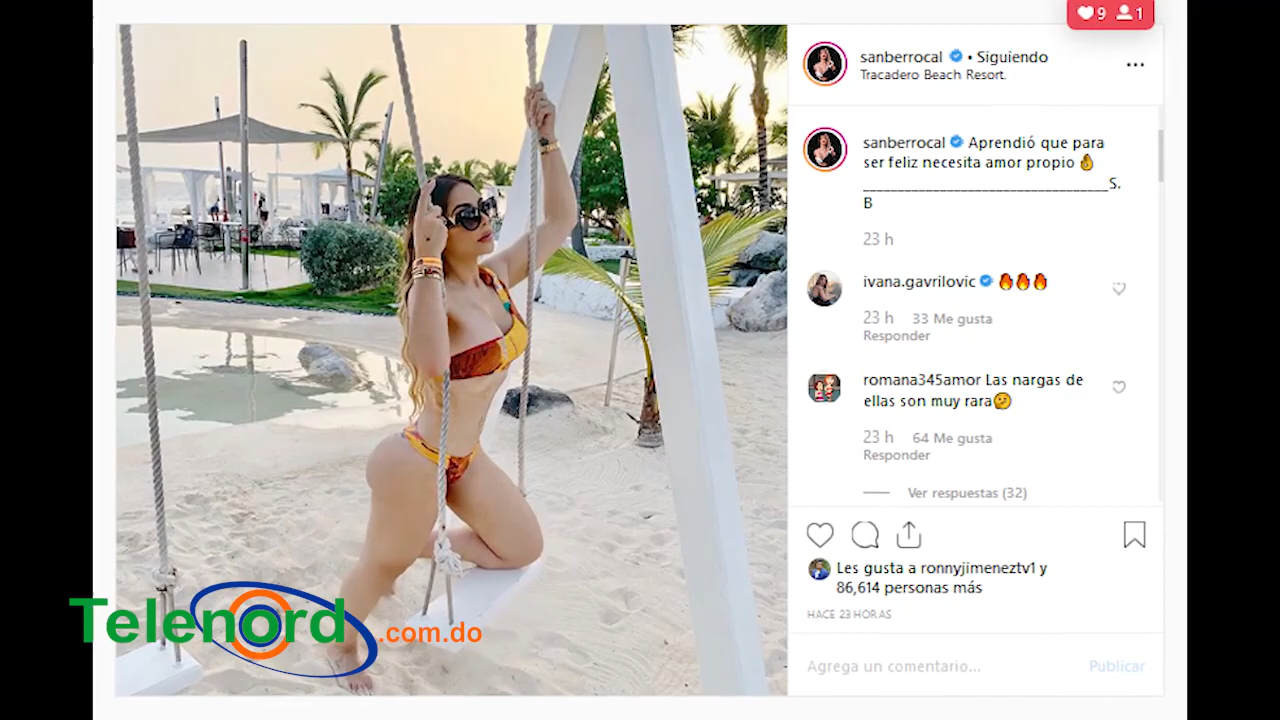 9 1
sanberrocal • Siguiendo
Tracadero Beach Resort.
sanberrocal Aprendió que para
ser feliz necesita amor propio 👌
___________________________________S.
B
23 h
ivana.gavrilovic 🔥🔥🔥
23 h 33 Me gusta
Responder
romana345amor Las nargas de
ellas son muy rara🤔
23 h 64 Me gusta
Responder
Ver respuestas (32)
Les gusta a ronnyjimeneztv1 y
86,614 personas más
HACE 23 HORAS
Agrega un comentario... Publicar
Telenord
.com.do